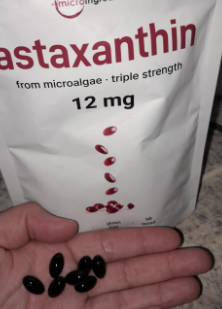 astaxanthin
from microalgae · triple strength
12 mg